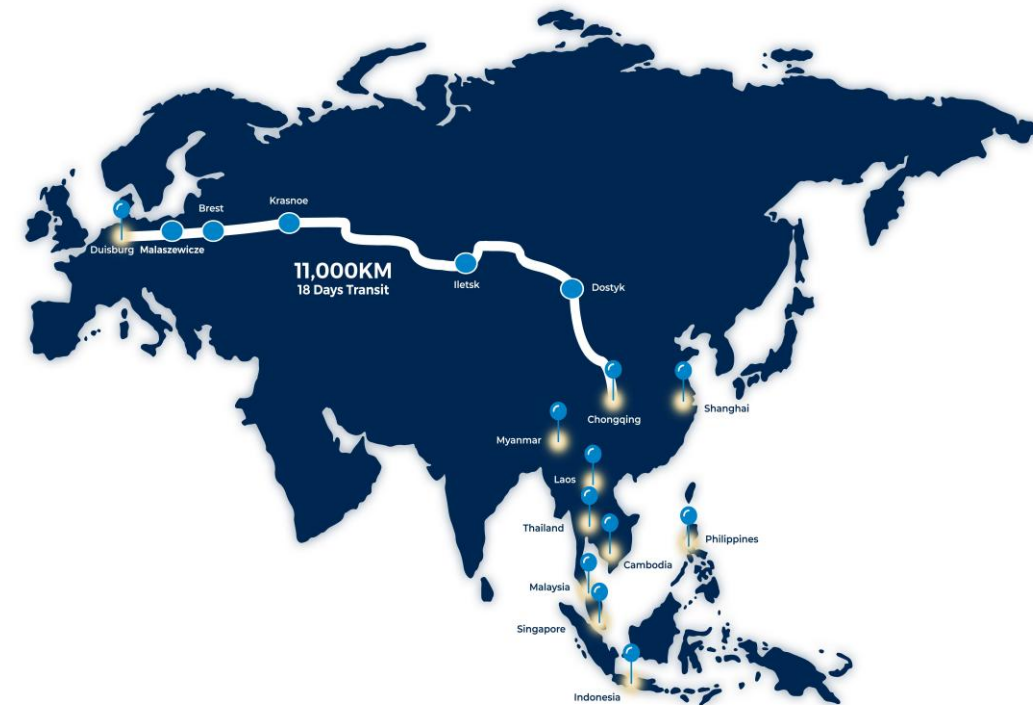 Krasnoe
Brest
Duisburg
Malaszewicze
11,000KM
18 Days Transit
Iletsk
Dostyk
Chongqing
Shanghai
Myanmar
Laos
Thailand
Philippines
Cambodia
Malaysia
Singapore
Indonesia